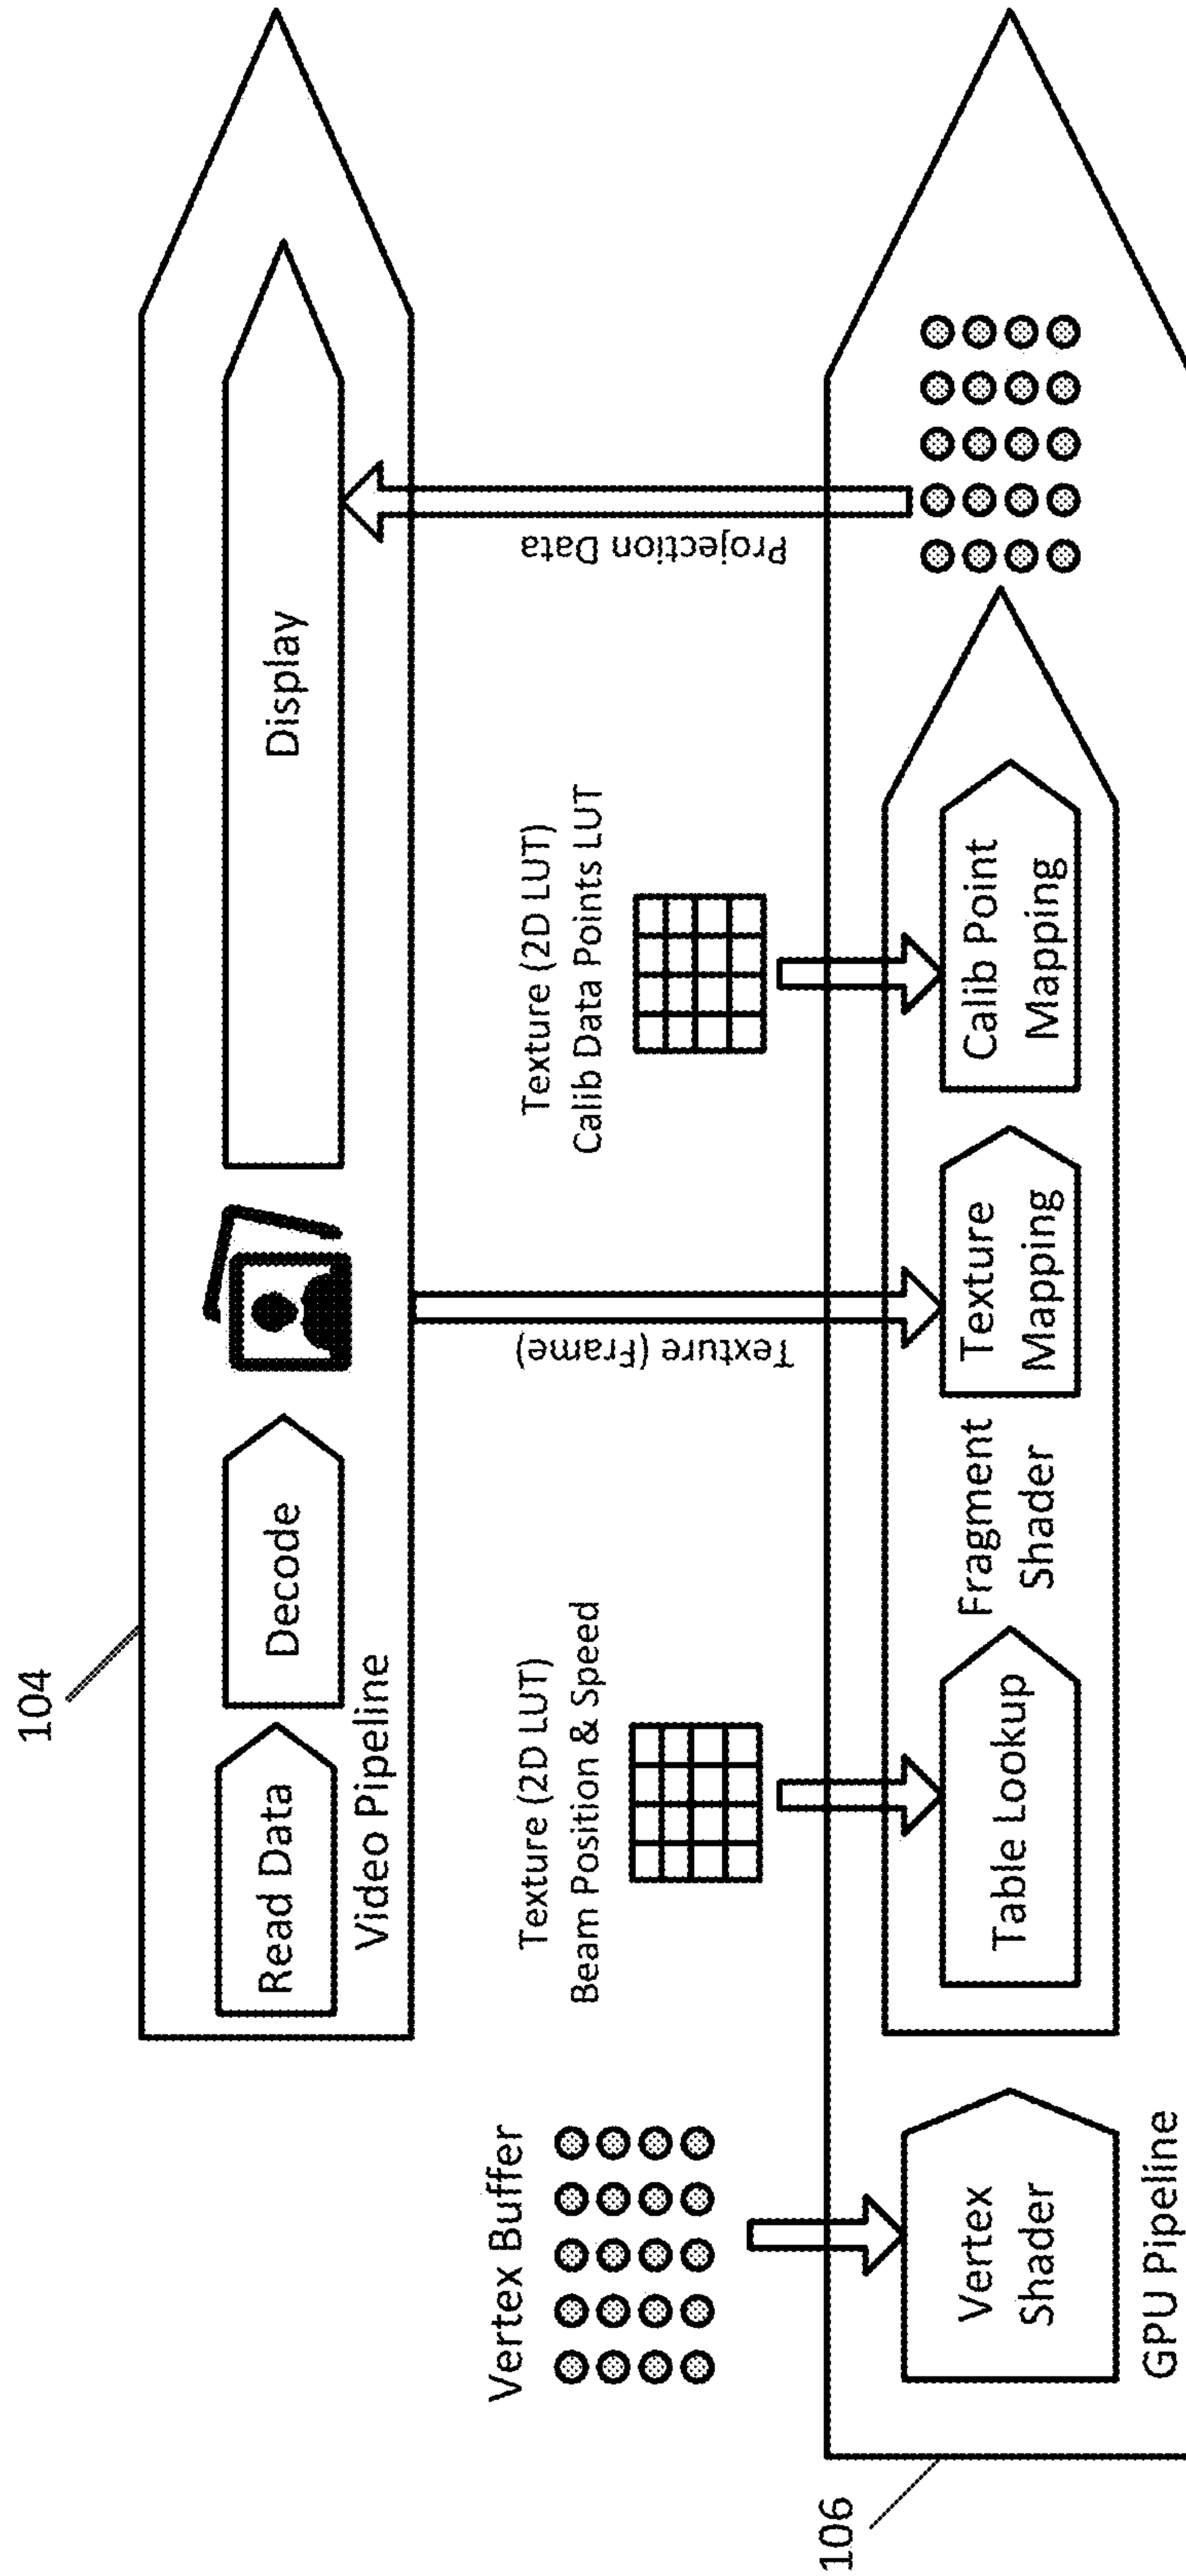 104
Read Data
Decode
Display
Video Pipeline
Vertex Buffer
Texture (2D LUT)
Beam Position & Speed
Texture (Frame)
Texture (2D LUT)
Calib Data Points LUT
Projection Data
106
Vertex
Shader
Table Lookup
Fragment
Shader
Texture
Mapping
Calib Point
Mapping
GPU Pipeline